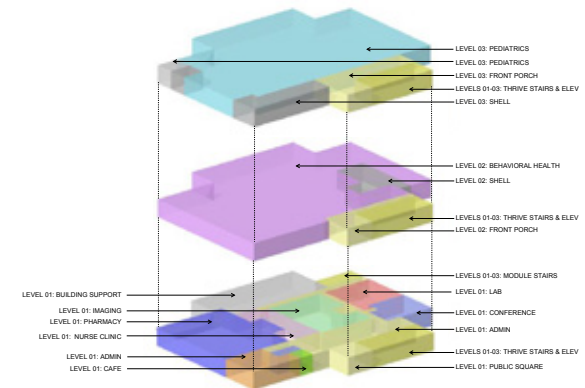 LEVEL 03: PEDIATRICS
LEVEL 03: PEDIATRICS
LEVEL 03: FRONT PORCH
LEVELS 01-03: THRIVE STAIRS & ELEV
LEVEL 03: SHELL
LEVEL 02: BEHAVIORAL HEALTH
LEVEL 02: SHELL
LEVELS 01-03: THRIVE STAIRS & ELEV
LEVEL 02: FRONT PORCH
LEVELS 01-03: MODULE STAIRS
LEVEL 01: BUILDING SUPPORT
LEVEL 01: LAB
LEVEL 01: IMAGING
LEVEL 01: CONFERENCE
LEVEL 01: PHARMACY
LEVEL 01: ADMIN
LEVEL 01: NURSE CLINIC
LEVELS 01-03: THRIVE STAIRS & ELEV
LEVEL 01: ADMIN
LEVEL 01: PUBLIC SQUARE
LEVEL 01: CAFE